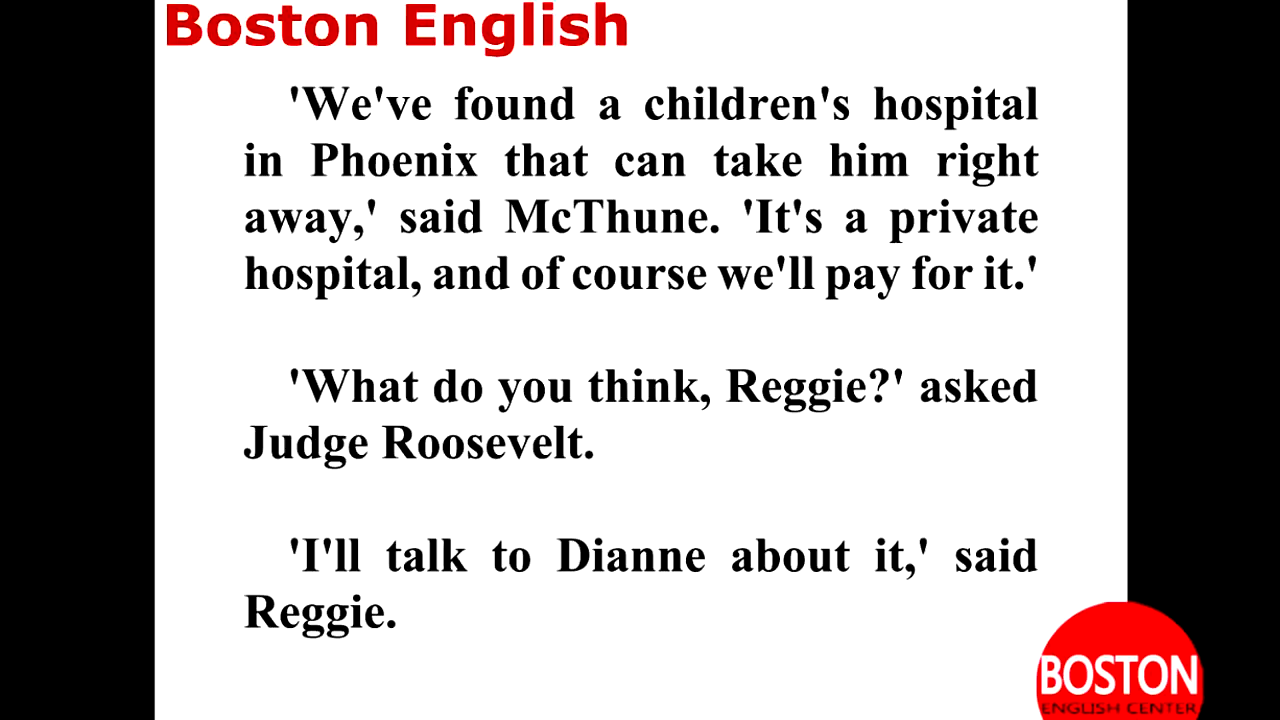 Boston English
'We've found a children's hospital
in Phoenix that can take him right
away,' said McThune. 'It's a private
hospital, and of course we'll pay for it.'
'What do you think, Reggie?' asked
Judge Roosevelt.
'I'll talk to Dianne about it,' said
Reggie.
BOSTON
ENGLISH CENTER